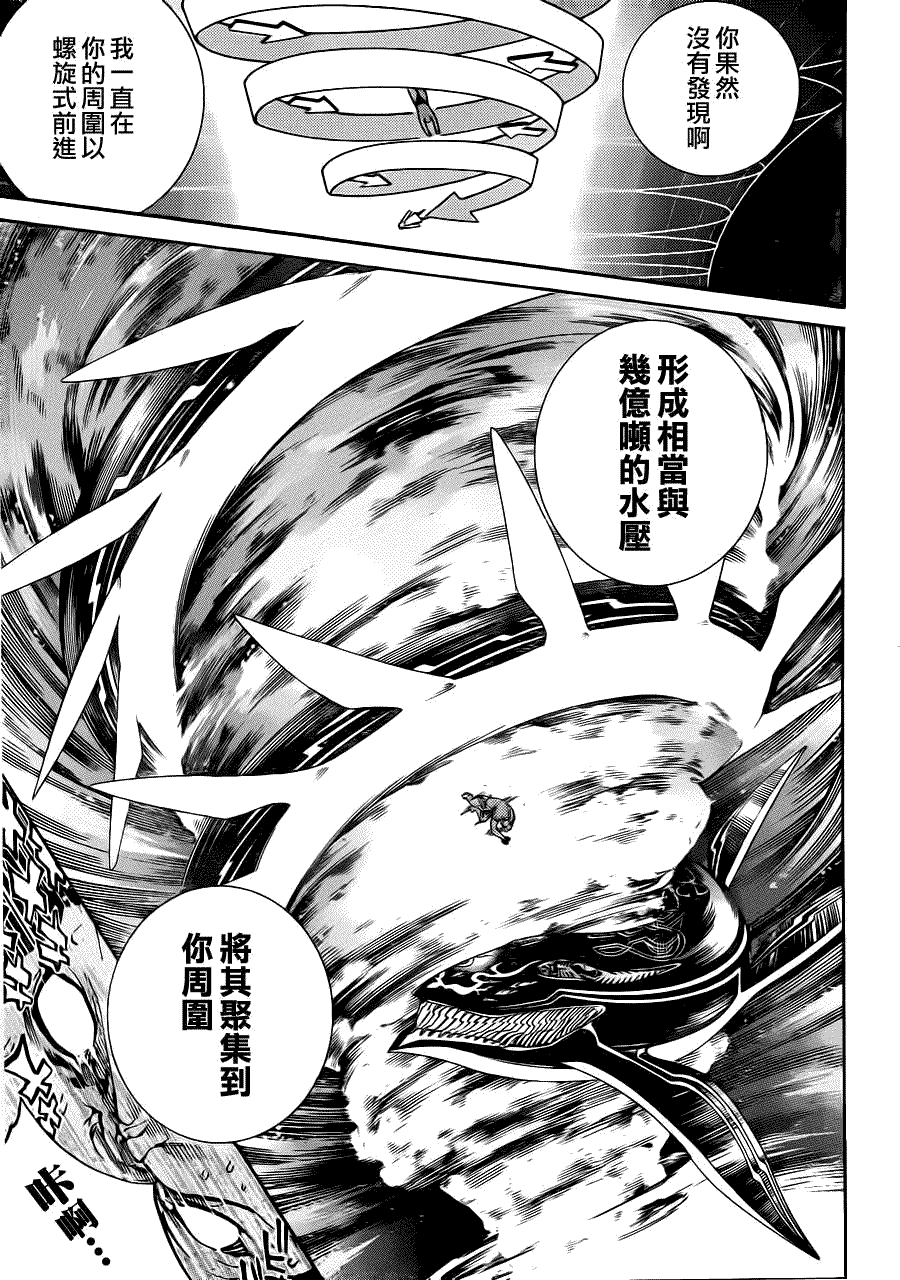 你果然
沒有發現啊
我一直在
你的周圍以
螺旋式前進
形成相當與
幾億噸的水壓
將其聚集到
你周圍
咔啊…